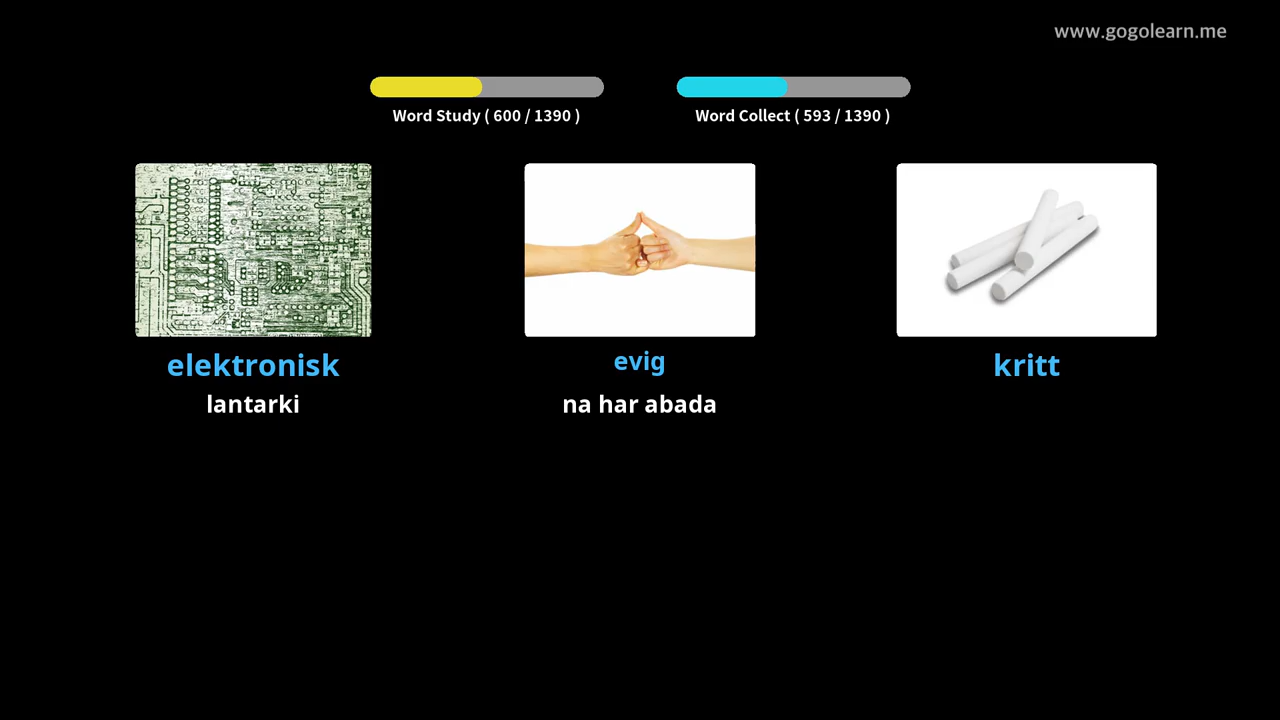 www.gogolearn.me
Word Study ( 600 / 1390 )
Word Collect ( 593 / 1390 )
elektronisk
lantarki
evig
na har abada
kritt